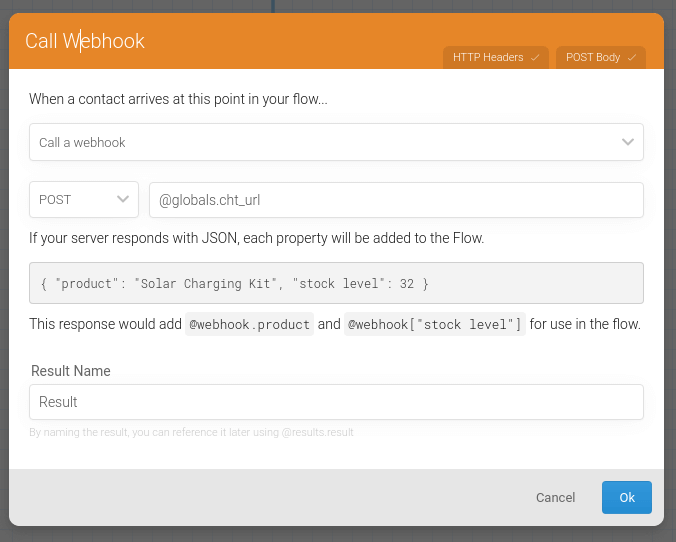 Call Webhook
HTTP Headers ✓
POST Body ✓
When a contact arrives at this point in your flow...
Call a webhook
POST
@globals.cht_url
If your server responds with JSON, each property will be added to the Flow.
{ "product": "Solar Charging Kit", "stock level": 32 }
This response would add @webhook.product and @webhook["stock level"] for use in the flow.
Result Name
Result
By naming the result, you can reference it later using @results.result
Cancel
Ok